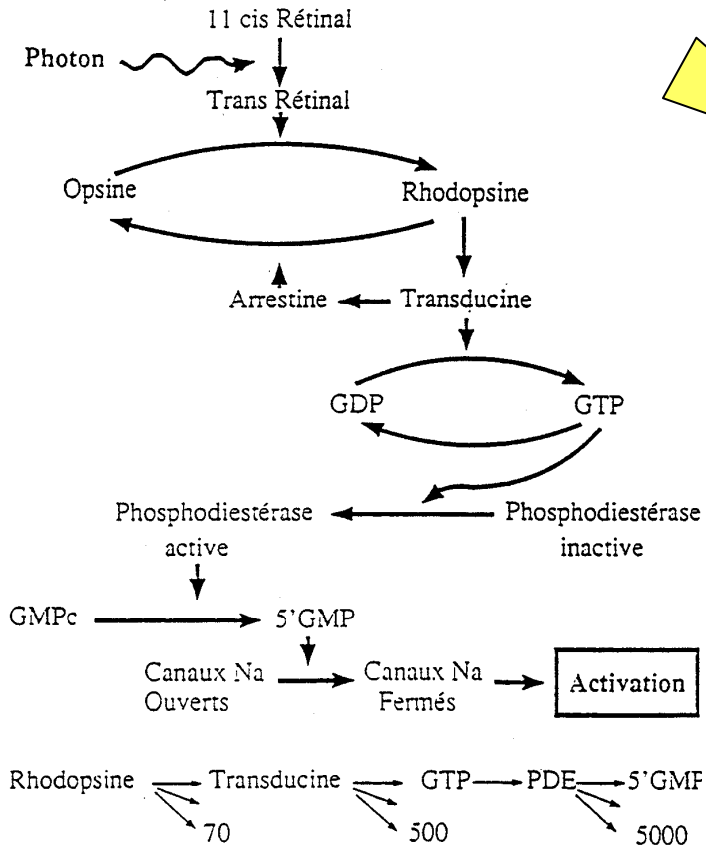 11 cis Rétinal
Photon
Trans Rétinal
Opsine
Rhodopsine
Arrestine
Transducine
GDP
GTP
Phosphodiestérase
active
Phosphodiestérase
inactive
GMPc
5'GMP
Canaux Na
Ouverts
Canaux Na
Fermés
Activation
Rhodopsine
Transducine
GTP
PDE
5'GMP
70
500
5000